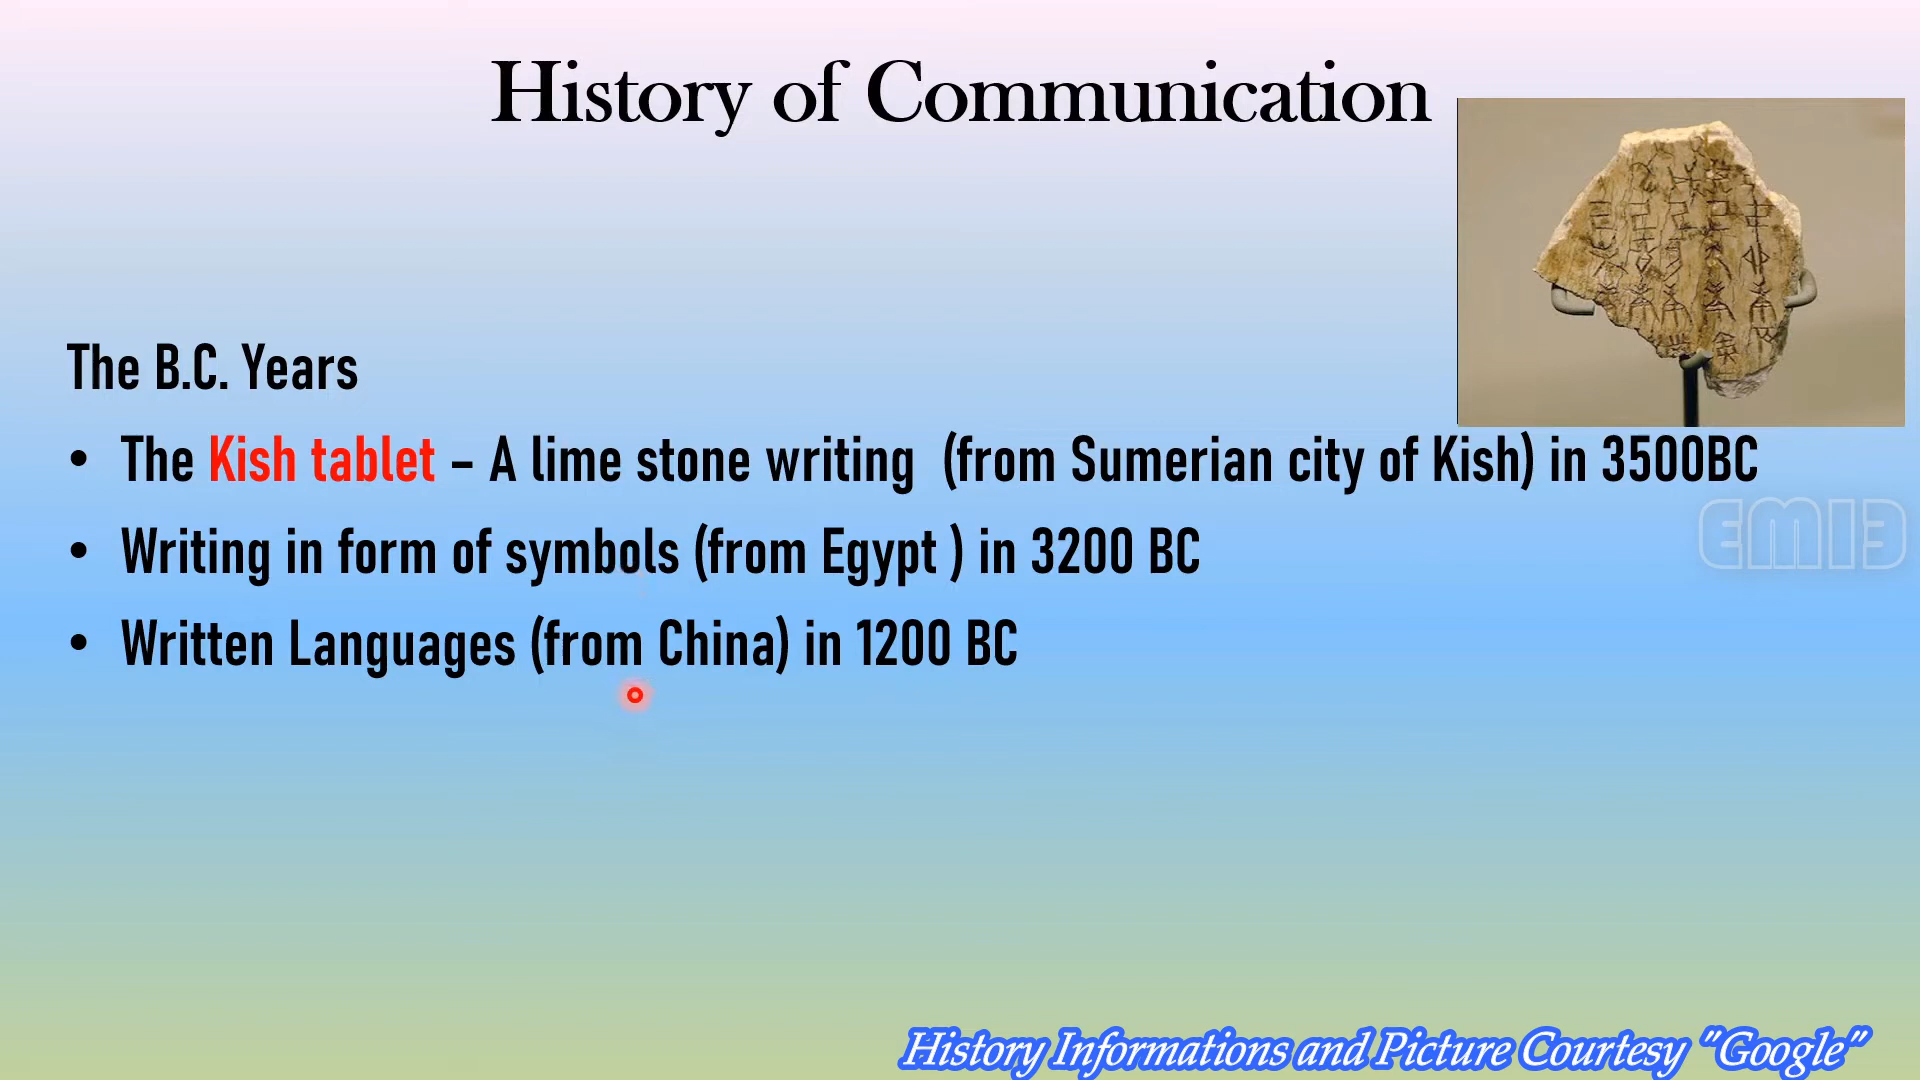 History of Communication
The B.C. Years
• The Kish tablet – A lime stone writing (from Sumerian city of Kish) in 3500BC
EMI3
• Writing in form of symbols (from Egypt ) in 3200 BC
• Written Languages (from China) in 1200 BC
History Informations and Picture Courtesy "Google"